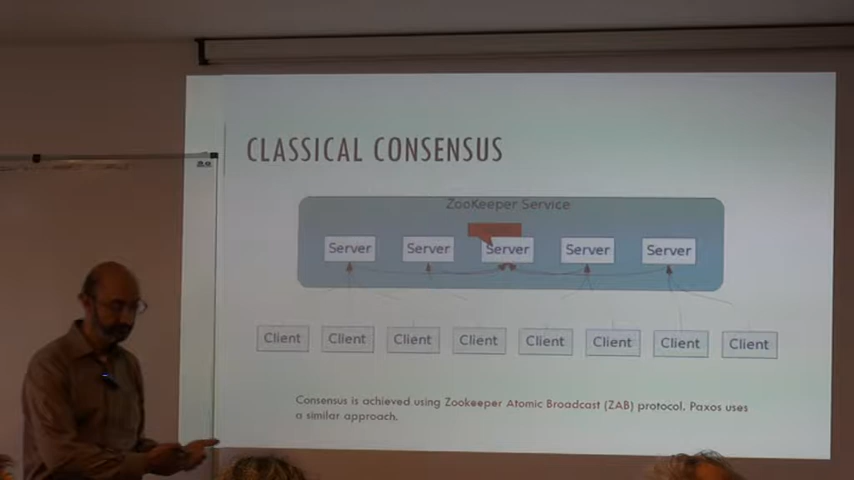 CLASSICAL CONSENSUS
ZooKeeper Service
Server Server Server Server Server
Client Client Client Client Client Client Client Client
Consensus is achieved using Zookeeper Atomic Broadcast (ZAB) protocol. Paxos uses
a similar approach.